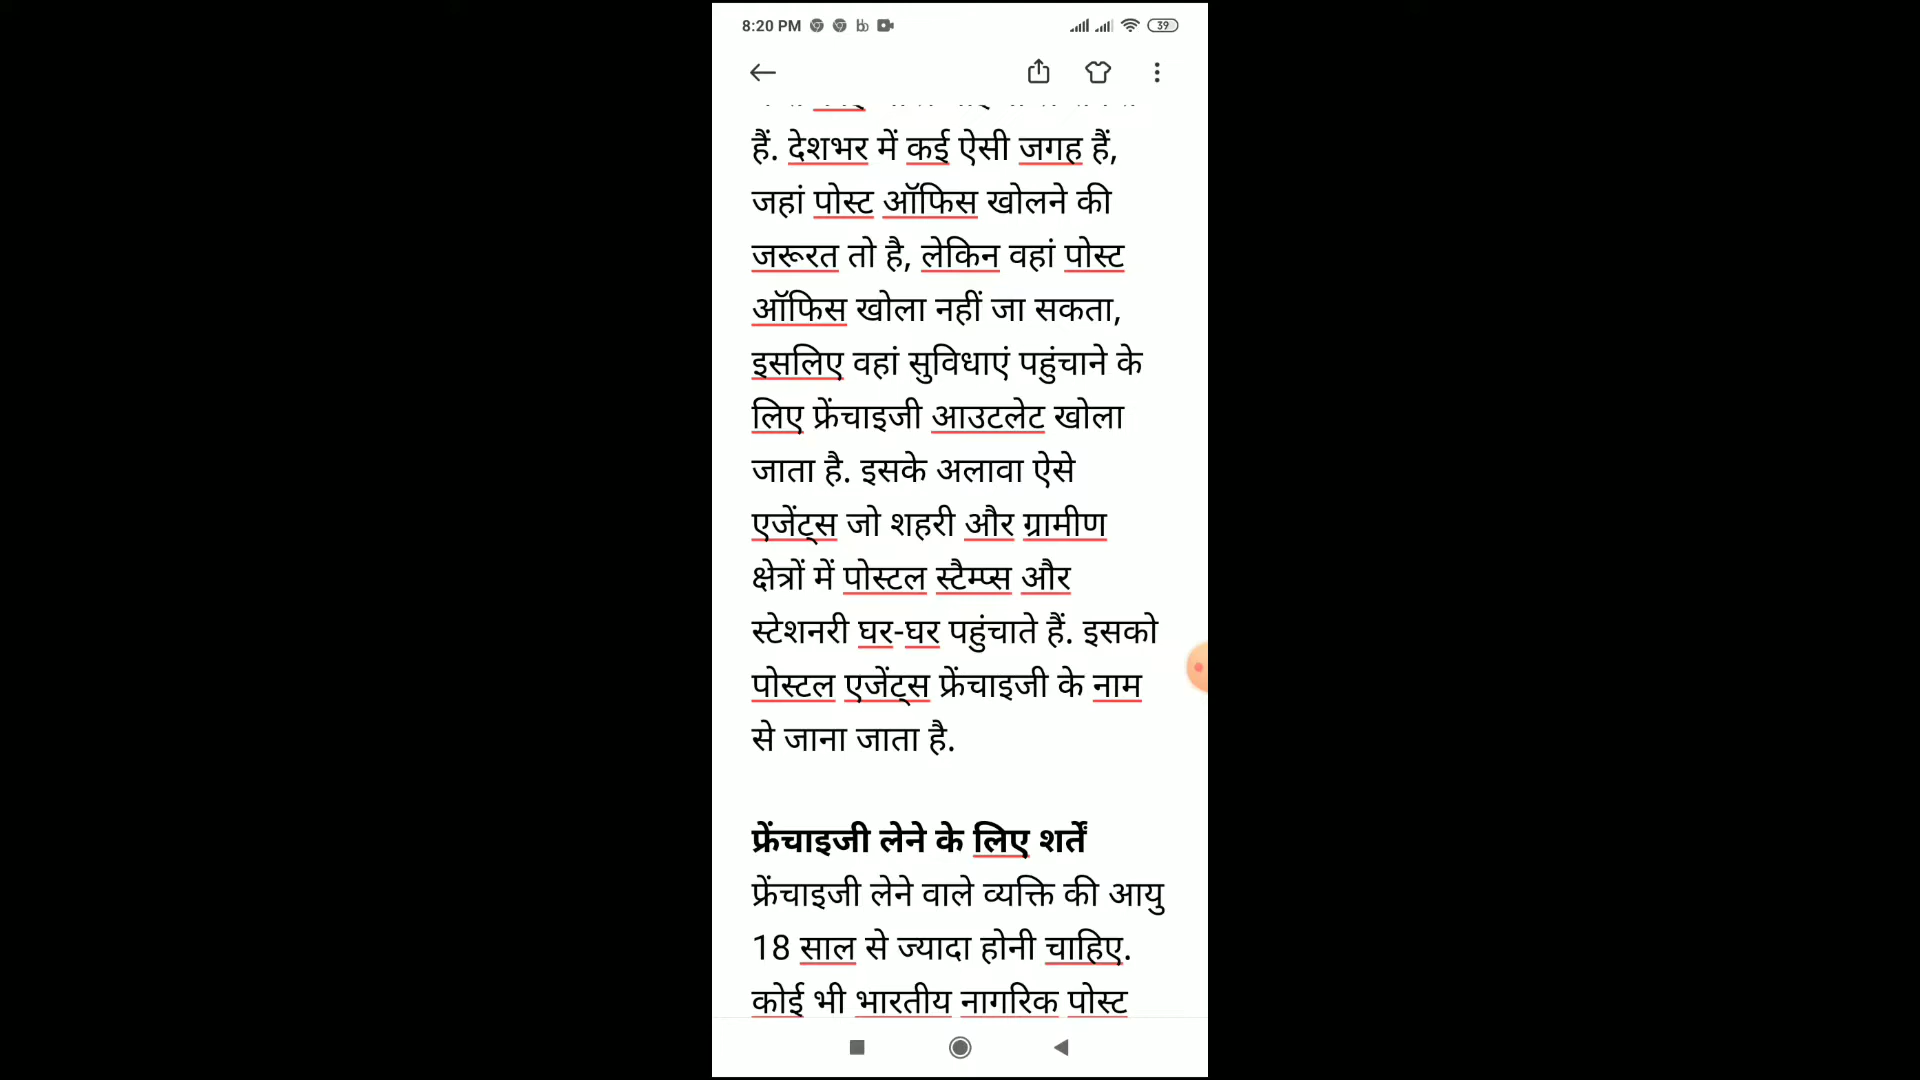 8:20 PM
39
हैं. देशभर में कई ऐसी जगह हैं,
जहां पोस्ट ऑफिस खोलने की
जरूरत तो है, लेकिन वहां पोस्ट
ऑफिस खोला नहीं जा सकता,
इसलिए वहां सुविधाएं पहुंचाने के
लिए फ्रेंचाइजी आउटलेट खोला
जाता है. इसके अलावा ऐसे
एजेंट्स जो शहरी और ग्रामीण
क्षेत्रों में पोस्टल स्टैम्प्स और
स्टेशनरी घर-घर पहुंचाते हैं. इसको
पोस्टल एजेंट्स फ्रेंचाइजी के नाम
से जाना जाता है.
फ्रेंचाइजी लेने के लिए शर्तें
फ्रेंचाइजी लेने वाले व्यक्ति की आयु
18 साल से ज्यादा होनी चाहिए.
कोई भी भारतीय नागरिक पोस्ट